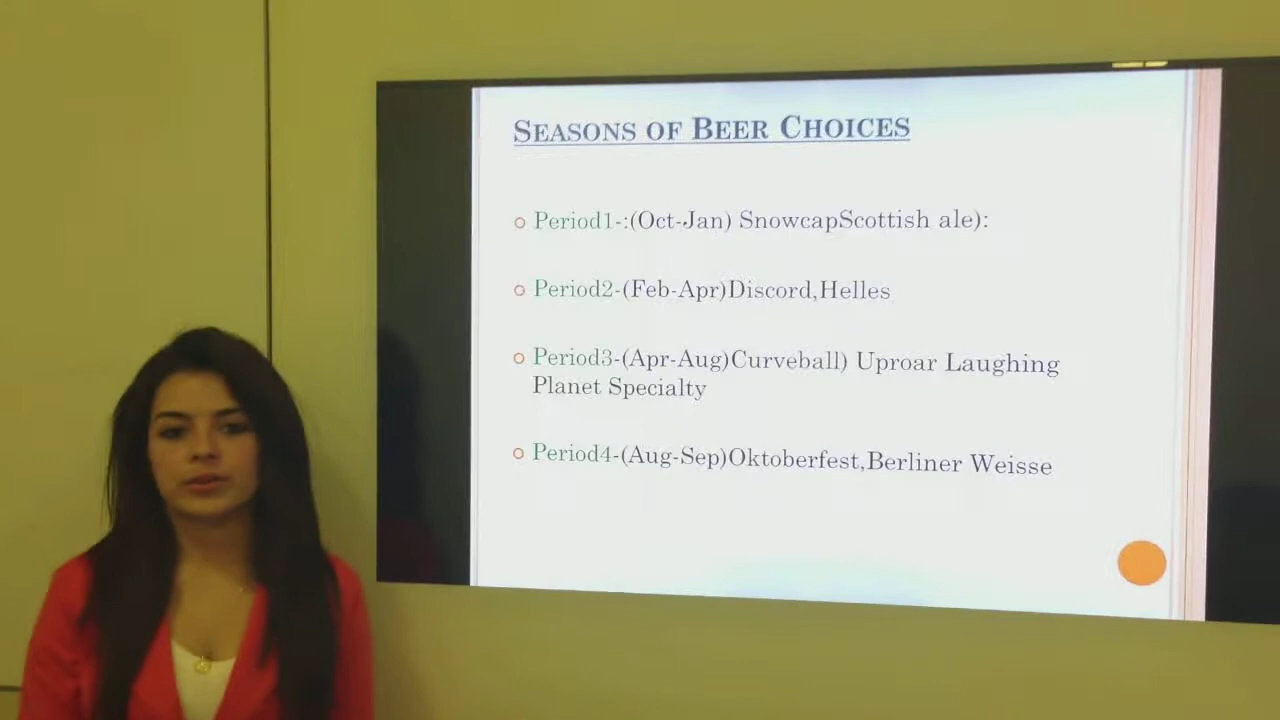 SEASONS OF BEER CHOICES
Period1-:(Oct-Jan) SnowcapScottish ale):
Period2-(Feb-Apr)Discord,Helles
Period3-(Apr-Aug)Curveball) Uproar Laughing
Planet Specialty
Period4-(Aug-Sep)Oktoberfest,Berliner Weisse